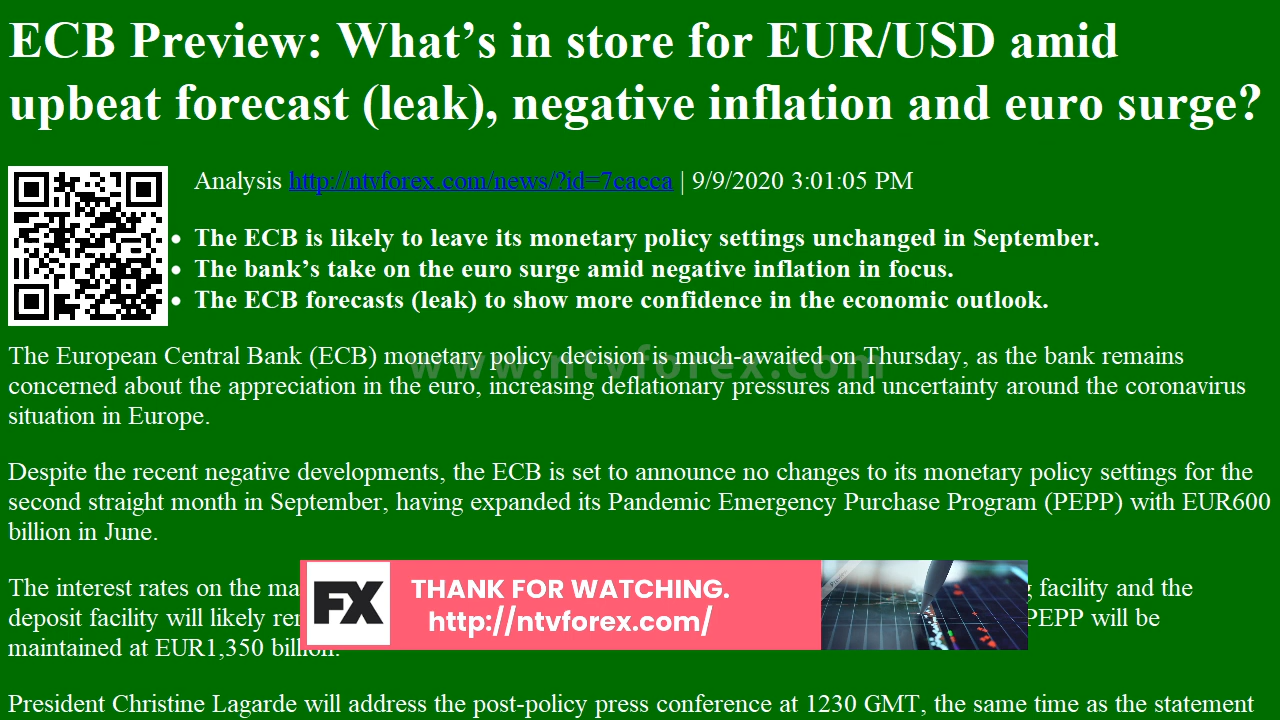 ECB Preview: What’s in store for EUR/USD amid
upbeat forecast (leak), negative inflation and euro surge?
Analysis http://ntvforex.com/news/?id=7cacca | 9/9/2020 3:01:05 PM
• The ECB is likely to leave its monetary policy settings unchanged in September.
• The bank’s take on the euro surge amid negative inflation in focus.
• The ECB forecasts (leak) to show more confidence in the economic outlook.
The European Central Bank (ECB) monetary policy decision is much-awaited on Thursday, as the bank remains
www.ntvforex.com
concerned about the appreciation in the euro, increasing deflationary pressures and uncertainty around the coronavirus
situation in Europe.
Despite the recent negative developments, the ECB is set to announce no changes to its monetary policy settings for the
second straight month in September, having expanded its Pandemic Emergency Purchase Program (PEPP) with EUR600
billion in June.
The interest rates on the facility and the
deposit facility will likely PEPP will be
maintained at EUR1,350 billion.
FX
THANK FOR WATCHING.
http://ntvforex.com/
President Christine Lagarde will address the post-policy press conference at 1230 GMT, the same time as the statement